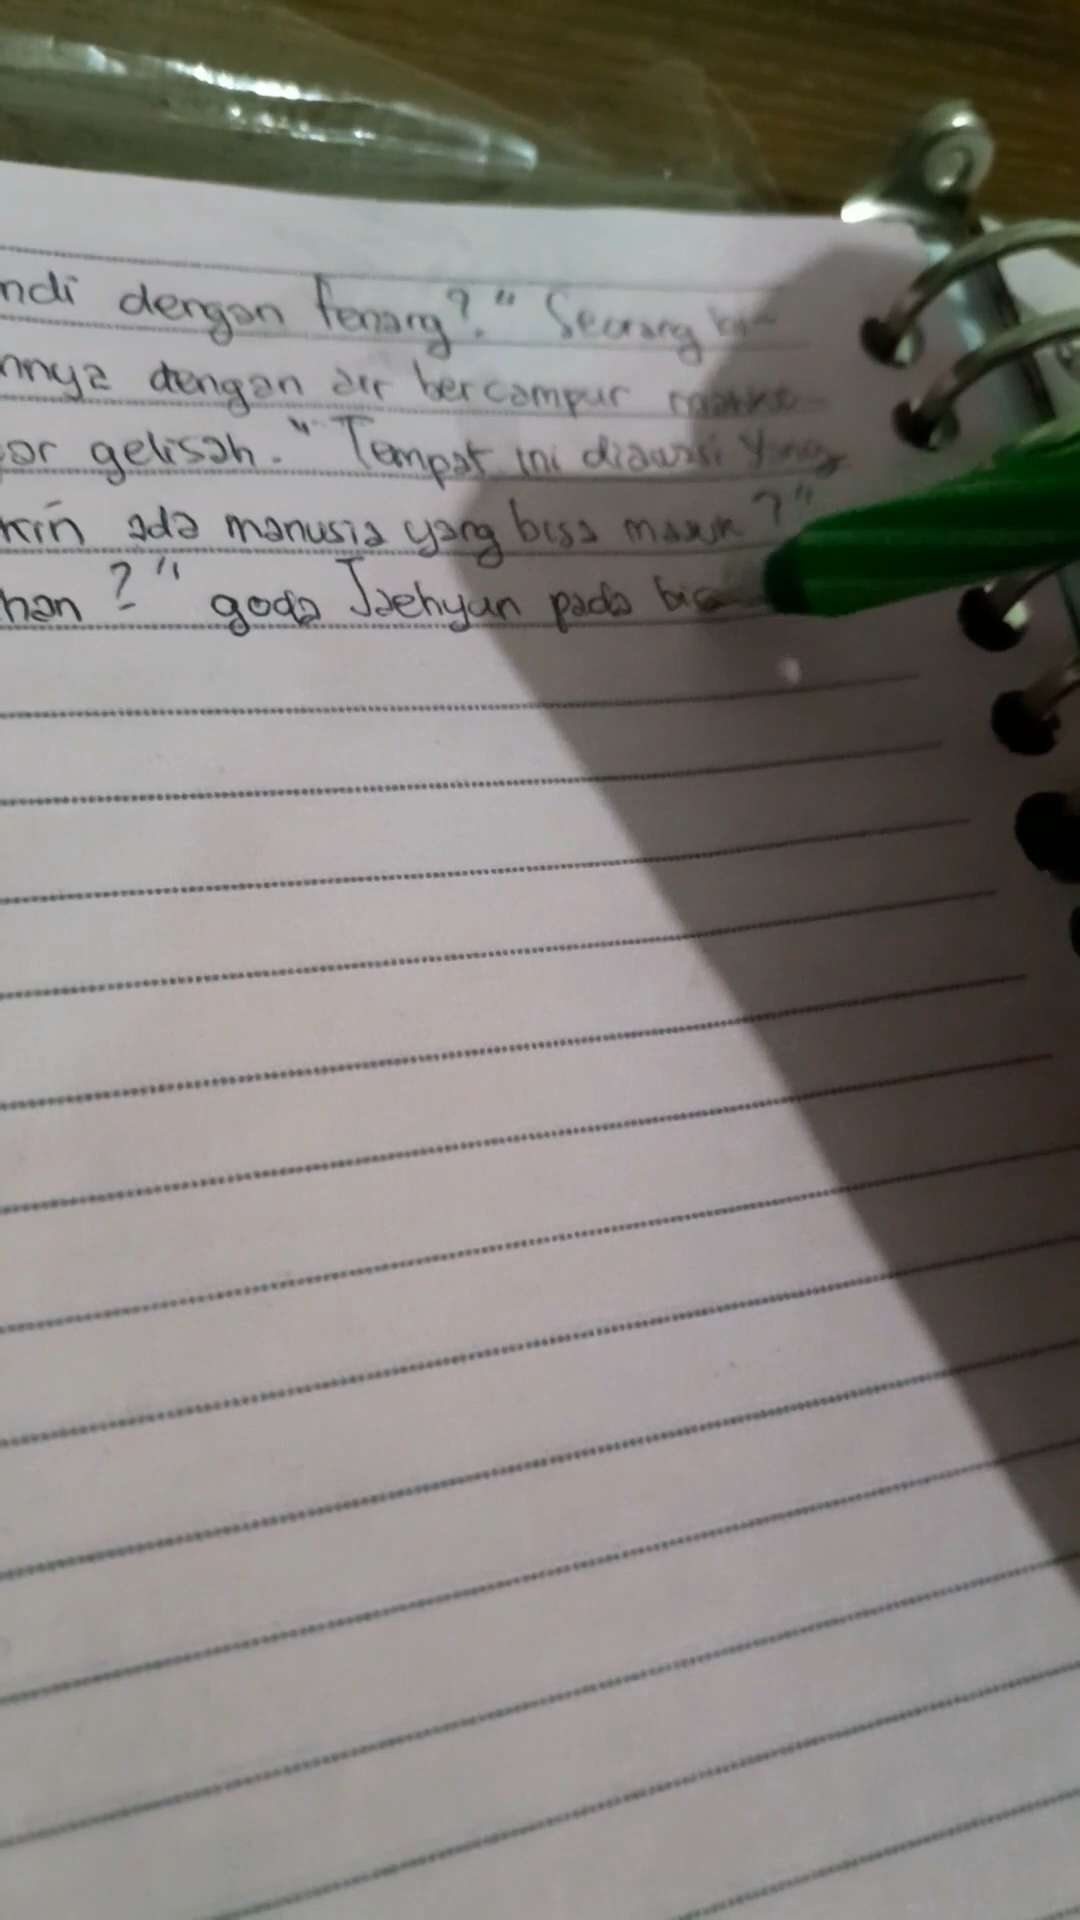 ndi dengan tenang?" Seorang bi-
nnya dengan air bercampur
ar gelisah. "Tempat ini diawasi yang
kin ada manusia yang bisa masuk?"
han?" goda Jaehyun pada